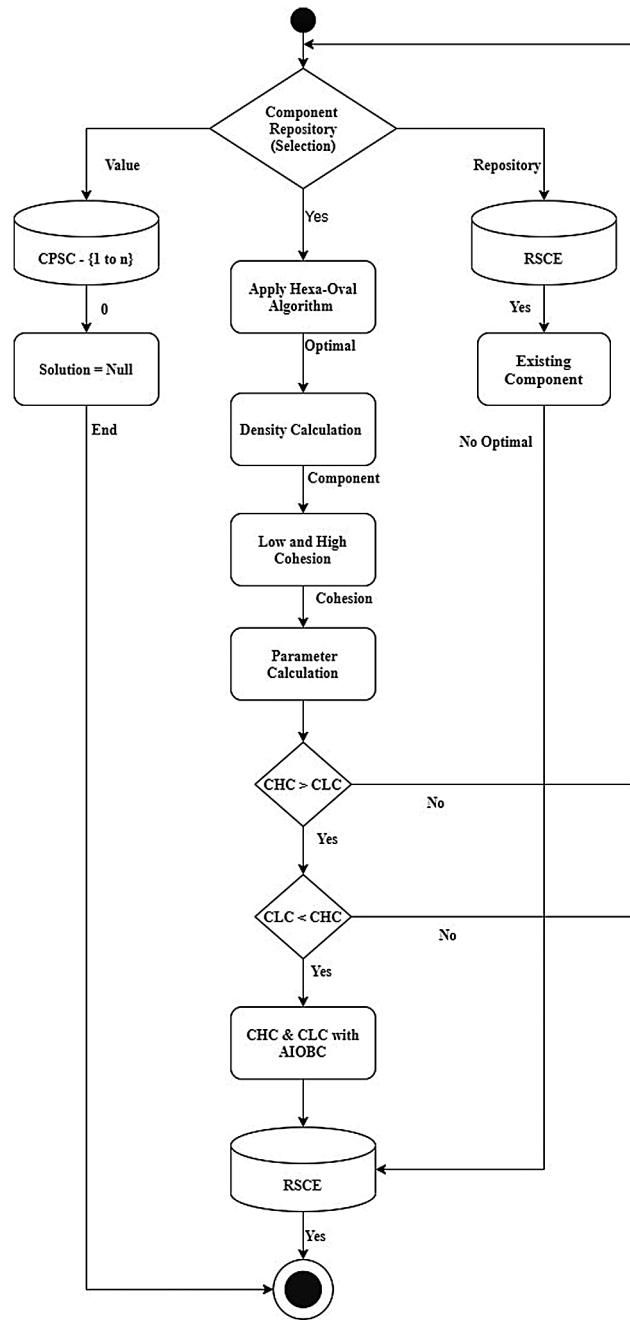 Component
Repository
(Selection)
Value
Repository
Yes
CPSC - {1 to n}
RSCE
Apply Hexa-Oval
Algorithm
0
Yes
Optimal
Solution = Null
Existing
Component
End
Density Calculation
No Optimal
Component
Low and High
Cohesion
Cohesion
Parameter
Calculation
CHC > CLC
No
Yes
CLC < CHC
No
Yes
CHC & CLC with
AIOBC
RSCE
Yes